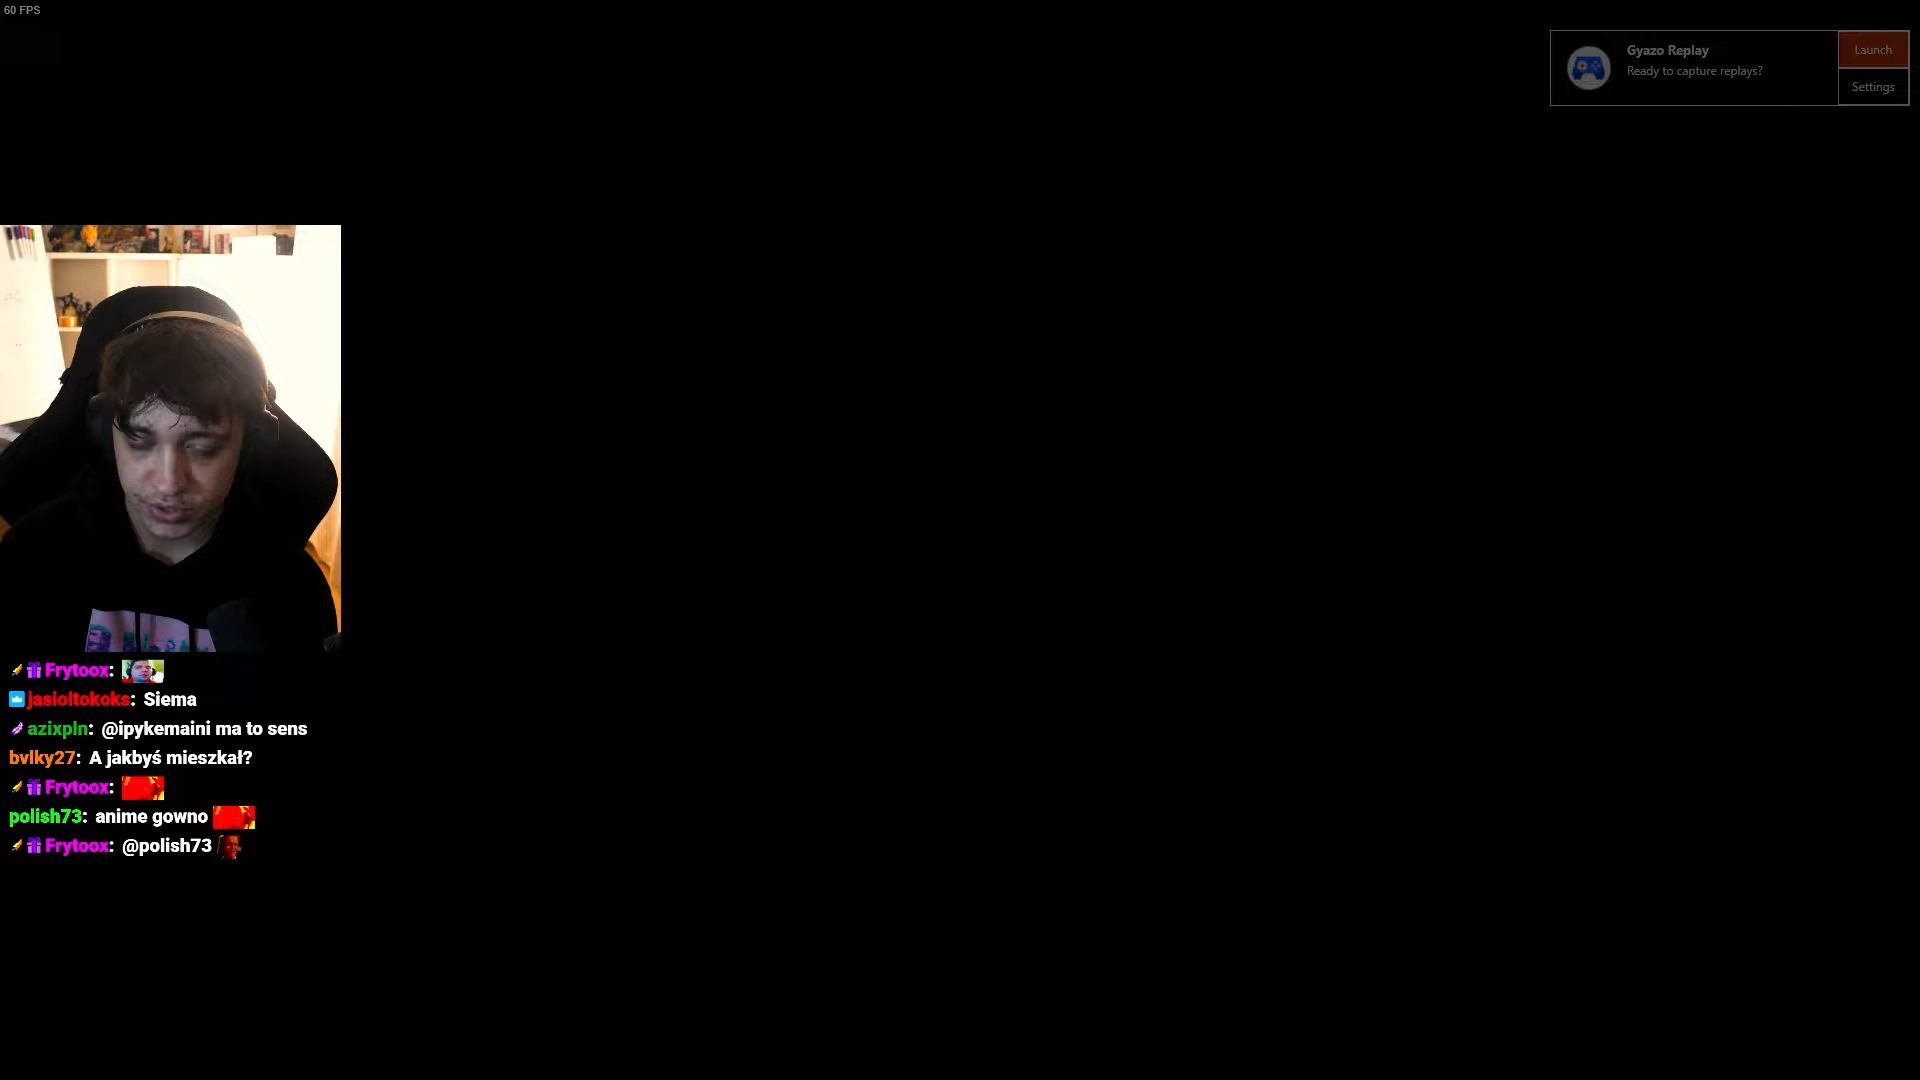 60 FPS
Gyazo Replay
Ready to capture replays?
Launch
Settings
Frytoox:
jasioltokoks: Siema
azixpln: @ipykemaini ma to sens
bvlky27: A jakbyś mieszkał?
Frytoox:
polish73: anime gowno
Frytoox: @polish73